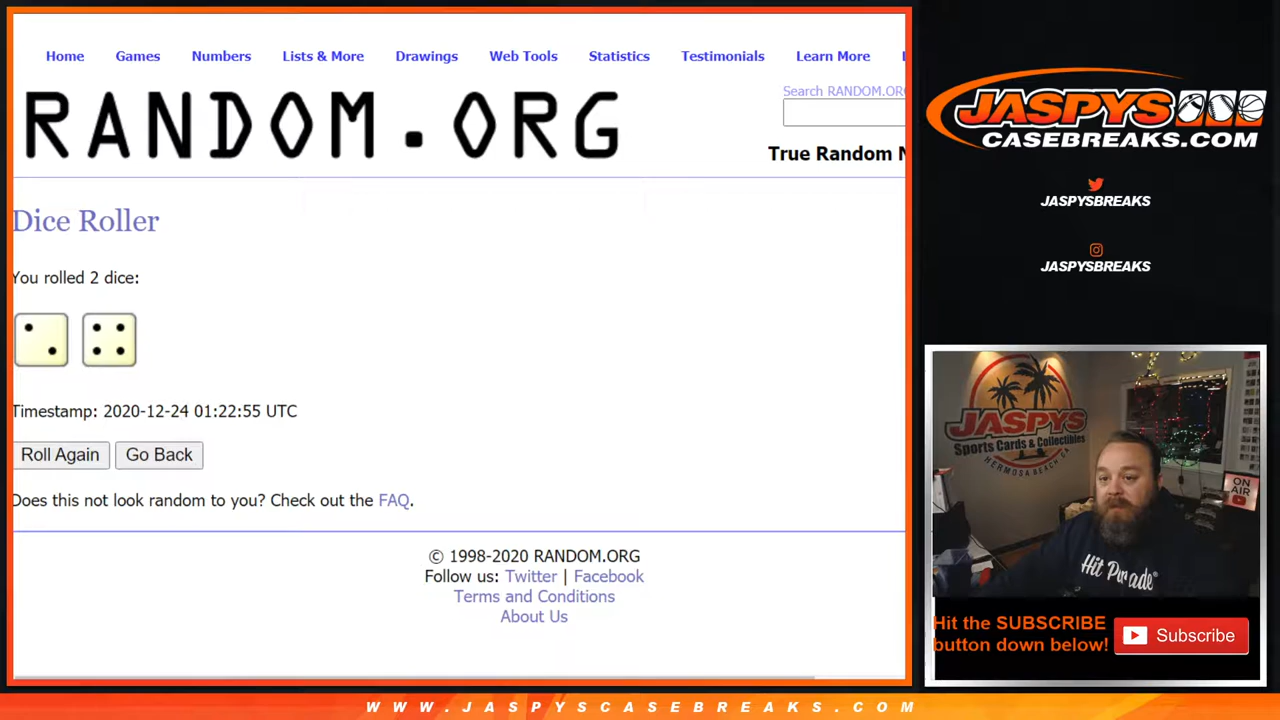 Home Games Numbers Lists & More Drawings Web Tools Statistics Testimonials Learn More
Search RANDOM.ORG
RANDOM.ORG
True Random N
Dice Roller
You rolled 2 dice:
Timestamp: 2020-12-24 01:22:55 UTC
Roll Again Go Back
Does this not look random to you? Check out the FAQ.
© 1998-2020 RANDOM.ORG
Follow us: Twitter | Facebook
Terms and Conditions
About Us
JASPYS
CASEBREAKS.COM
JASPYSBREAKS
JASPYSBREAKS
JASPYS
Sports Cards & Collectibles
HERMOSA BEACH CA
ON AIR
Hit Parade®
Hit the SUBSCRIBE
button down below!
Subscribe
WWW.JASPYSCASEBREAKS.COM